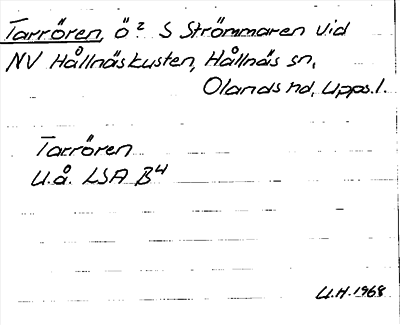 Tarrören, ö² S Strömmaren vid
NV Hållnäskusten, Hållnäs sn,
Olands hd, Upps.l.
Tarrören
U.å. LSA B⁴
U.H. 1968